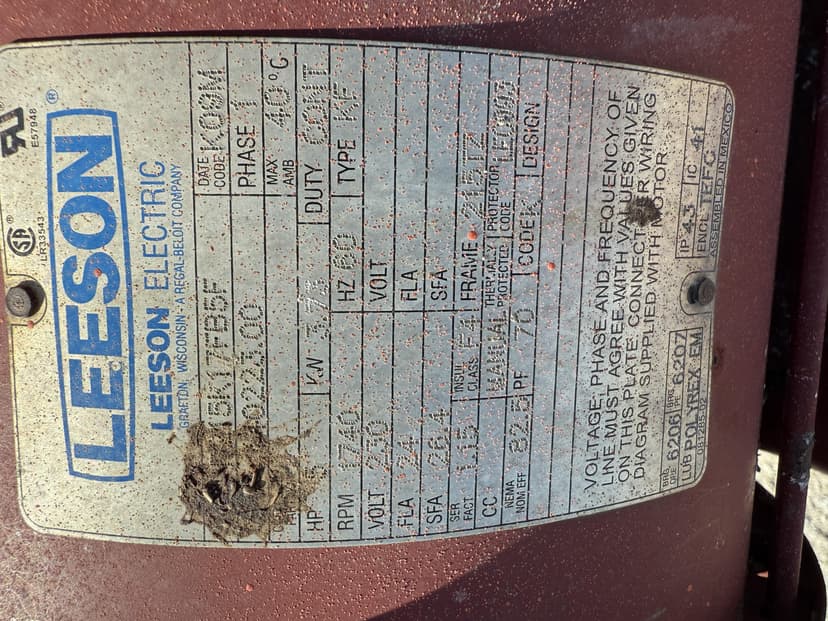 E57948
LR33543
LEESON
LEESON ELECTRIC
GRAFTON, WISCONSIN · A REGAL-BELOIT COMPANY
DATE CODE K00M
15K17FB5F PHASE 1
0223.00 MAX AMB 40°C
HP KW 3.73 DUTY CONT
RPM 1740 HZ 60 TYPE KF
VOLT 230 VOLT
FLA 24 FLA
SFA 26.4 SFA
SER FACT 1.15 INSUL CLASS F4 FRAME 215TZ
CC MANUAL THERMALLY PROTECTED PROTECTOR CODE
NEMA NOM EFF 82.5 PF 70 CODE K DESIGN
VOLTAGE, PHASE AND FREQUENCY OF
LINE MUST AGREE WITH VALUES GIVEN
ON THIS PLATE. CONNECT PER WIRING
DIAGRAM SUPPLIED WITH MOTOR
BRG OPE 6206 BRG PE 6207 IP 43 IC 41
LUB POLYREX EM ENCL TEFC
ASSEMBLED IN MEXICO